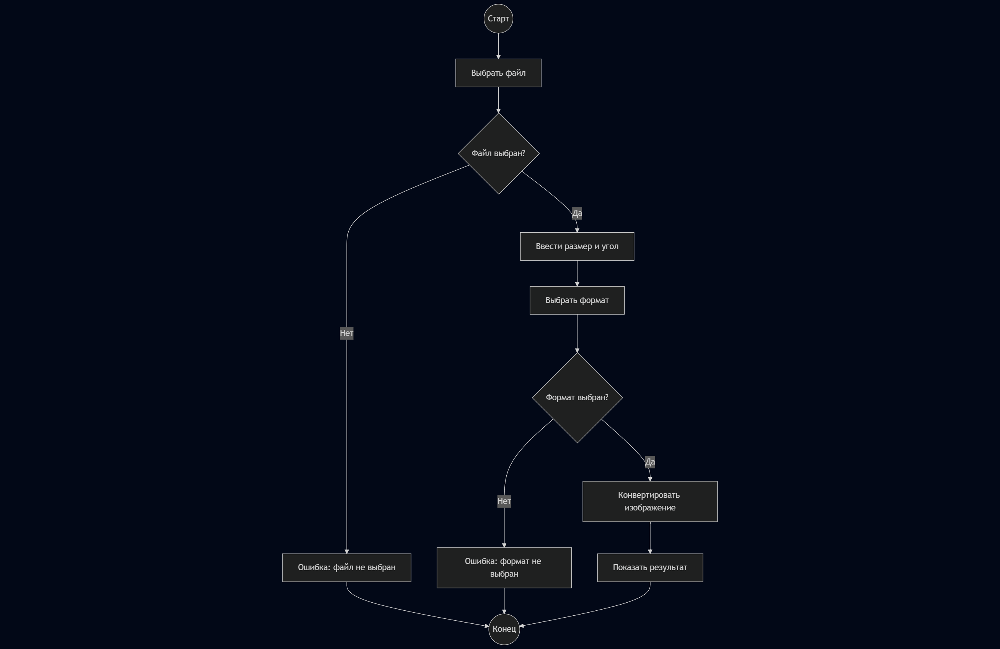 Старт
Выбрать файл
Файл выбран?
Да
Ввести размер и угол
Выбрать формат
Нет
Формат выбран?
Да
Нет
Конвертировать
изображение
Ошибка: файл не выбран
Ошибка: формат не
выбран
Показать результат
Конец